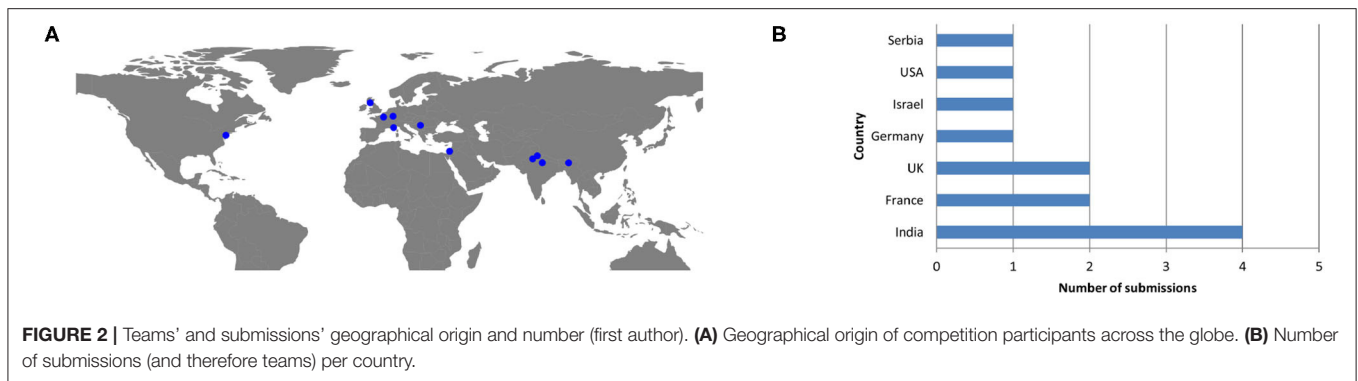 A
B
Serbia
USA
Israel
Germany
UK
France
India
Country
0 1 2 3 4 5
Number of submissions
FIGURE 2 | Teams' and submissions' geographical origin and number (first author). (A) Geographical origin of competition participants across the globe. (B) Number
of submissions (and therefore teams) per country.